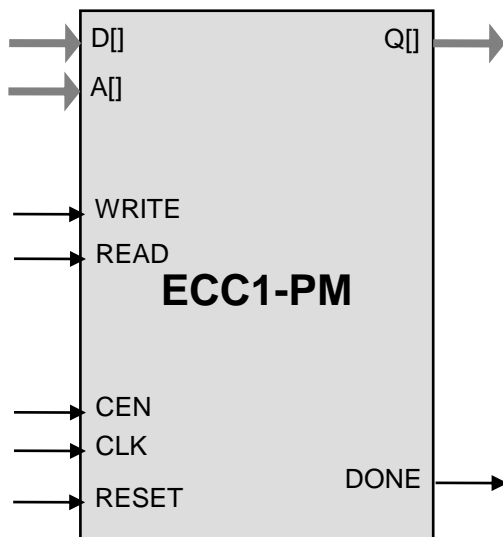 D[]
Q[]
A[]
WRITE
READ
ECC1-PM
CEN
CLK
DONE
RESET